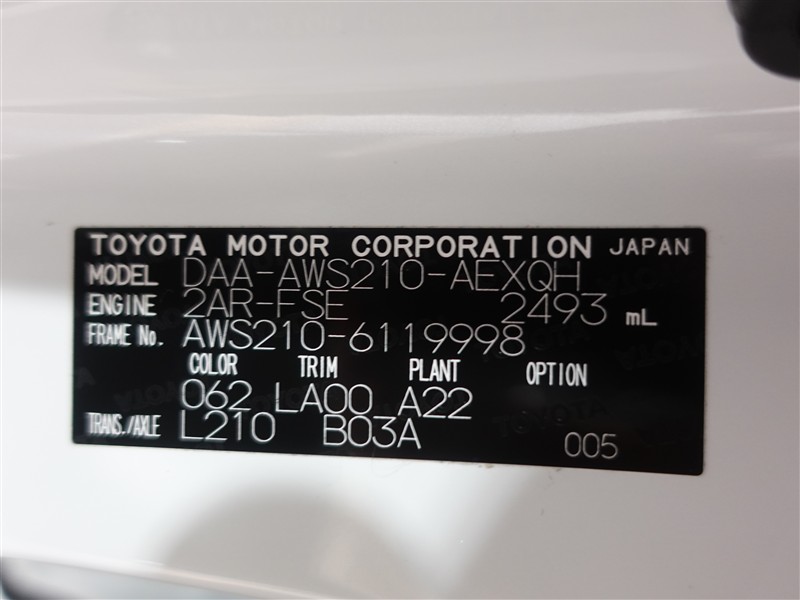 TOYOTA MOTOR CORPORATION JAPAN
MODEL DAA-AWS210-AEXQH
ENGINE 2AR-FSE 2493 mL
FRAME No. AWS210-6119998
COLOR TRIM PLANT OPTION
062 LA00 A22
TRANS./AXLE L210 B03A 005